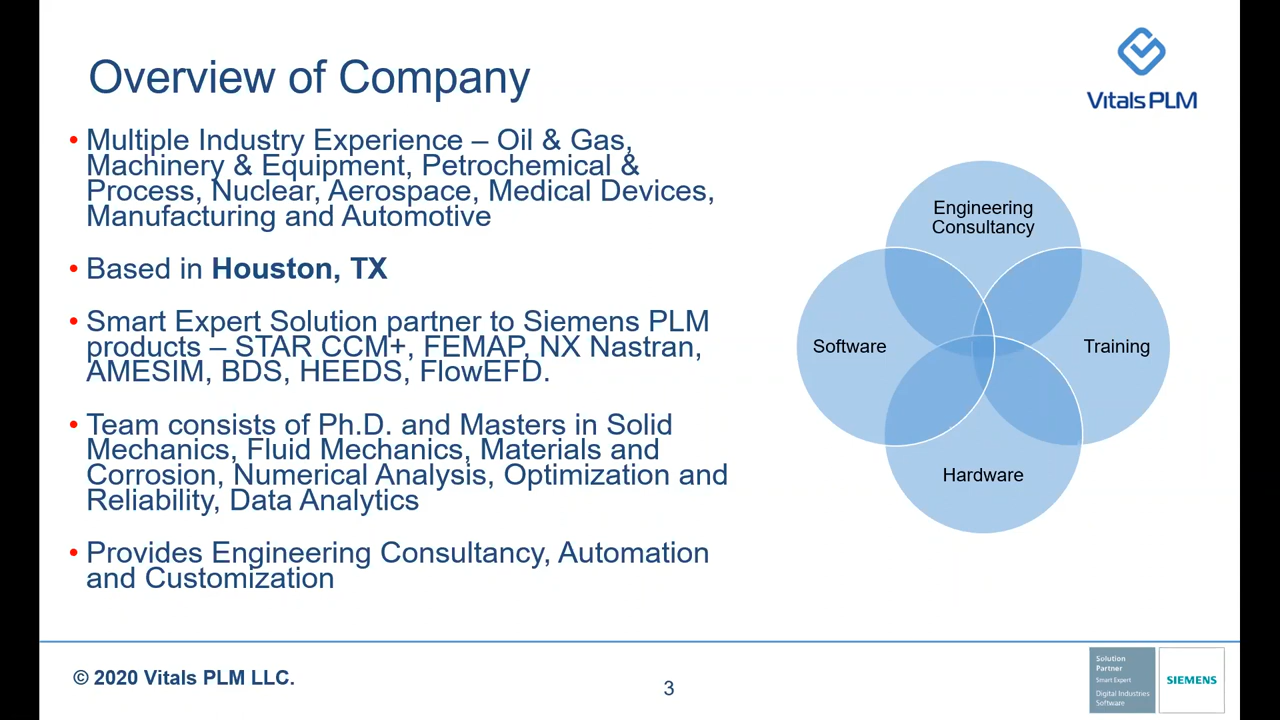 Overview of Company
Vitals PLM
• Multiple Industry Experience – Oil & Gas,
Machinery & Equipment, Petrochemical &
Process, Nuclear, Aerospace, Medical Devices,
Manufacturing and Automotive
• Based in Houston, TX
• Smart Expert Solution partner to Siemens PLM
products – STAR CCM+, FEMAP, NX Nastran,
AMESIM, BDS, HEEDS, FlowEFD.
• Team consists of Ph.D. and Masters in Solid
Mechanics, Fluid Mechanics, Materials and
Corrosion, Numerical Analysis, Optimization and
Reliability, Data Analytics
• Provides Engineering Consultancy, Automation
and Customization
Engineering
Consultancy
Software
Training
Hardware
© 2020 Vitals PLM LLC.
3
Solution
Partner
Smart Expert
Digital Industries
Software
SIEMENS